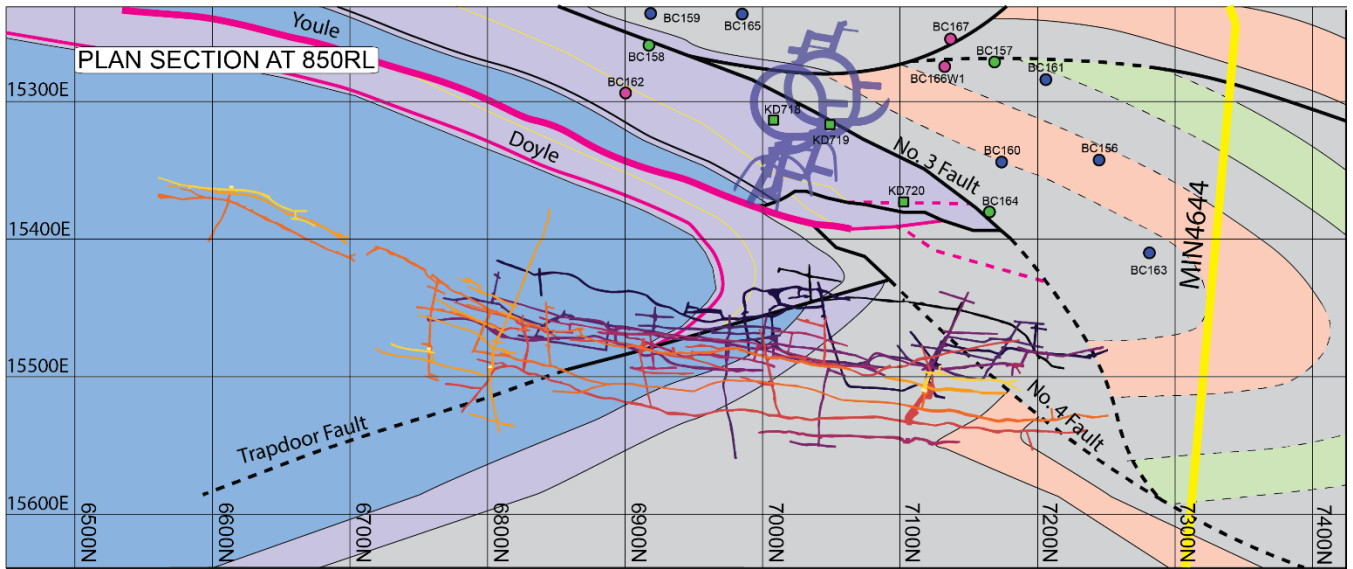 Youle
BC159
BC165
BC167
PLAN SECTION AT 850RL
BC158
BC157
BC166W1
BC161
BC162
15300E
KD718
KD719
Doyle
No. 3 Fault
BC160
BC156
KD720
BC164
MIN4644
15400E
BC163
15500E
Trapdoor Fault
No. 4 Fault
15600E
6500N
6600N
6700N
6800N
6900N
7000N
7100N
7200N
7300N
7400N